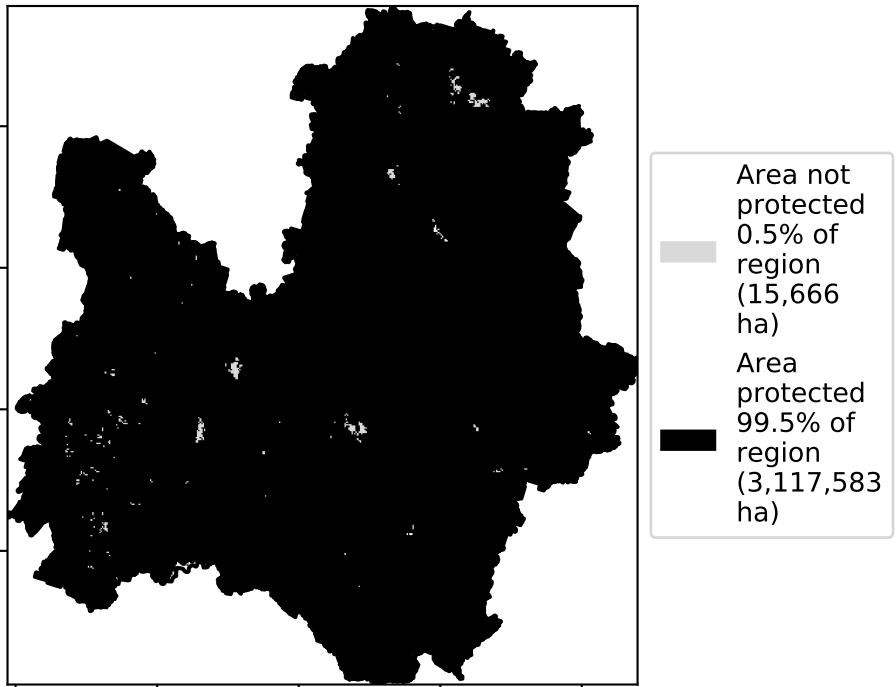 Area not
protected
0.5% of
region
(15,666
ha)
Area
protected
99.5% of
region
(3,117,583
ha)